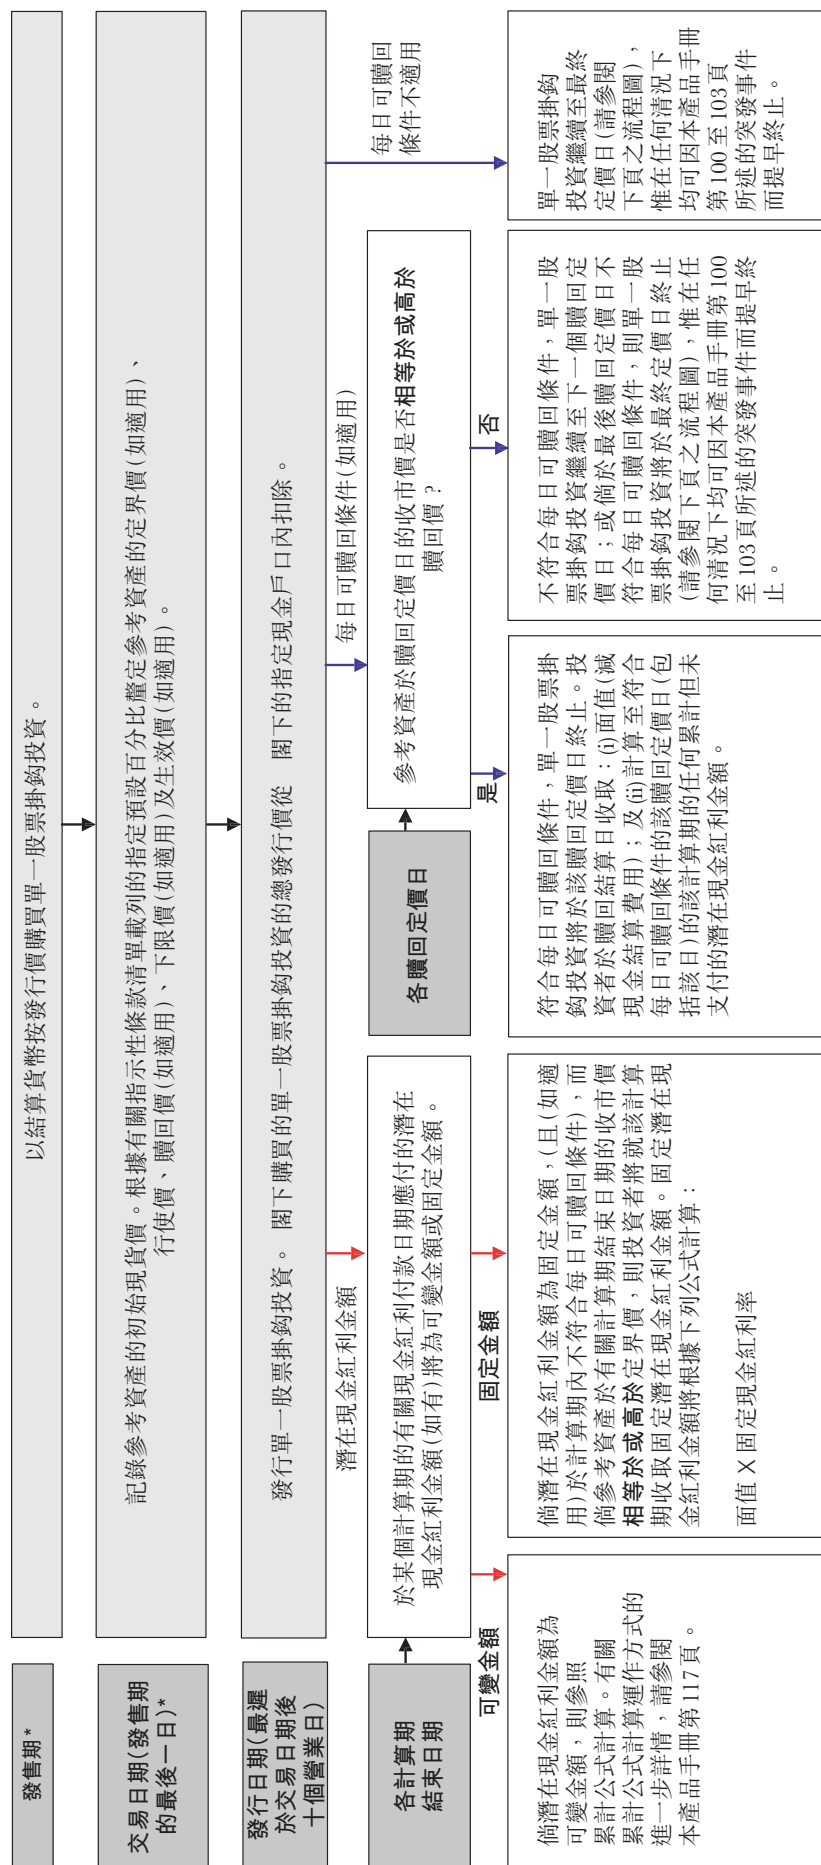 發售期*
以結算貨幣按發行價購買單一股票掛鈎投資。
交易日期(發售期
的最後一日)*
記錄參考資產的初始現貨價。根據有關指示性條款清單載列的指定預設百分比釐定參考資產的定界價(如適用)、
行使價、贖回價(如適用)、下限價(如適用)及生效價(如適用)。
發行日期(最遲
於交易日期後
十個營業日)
發行單一股票掛鈎投資。 閣下購買的單一股票掛鈎投資的總發行價從 閣下的指定現金戶口內扣除。
潛在現金紅利金額
每日可贖回條件(如適用)
每日可贖回
條件不適用
各計算期
結束日期
於某個計算期的有關現金紅利付款日期應付的潛在
現金紅利金額(如有)將為可變金額或固定金額。
各贖回定價日
參考資產於贖回定價日的收市價是否相等於或高於
贖回價?
可變金額
固定金額
是
否
倘潛在現金紅利金額為
可變金額,則參照
累計公式計算。有關
累計公式計算運作方式的
進一步詳情,請參閱
本產品手冊第117頁。
倘潛在現金紅利金額為固定金額,(且(如適
用)於計算期內不符合每日可贖回條件),而
倘參考資產於有關計算期結束日期的收市價
相等於或高於定界價,則投資者將就該計算
期收取固定潛在現金紅利金額。固定潛在現
金紅利金額將根據下列公式計算:
面值 X 固定現金紅利率
符合每日可贖回條件,單一股票掛
鈎投資將於該贖回定價日終止。投
資者於贖回結算日收取:(i)面值(減
現金結算費用);及(ii)計算至符合
每日可贖回條件的該贖回定價日(包
括該日)的該計算期的任何累計但未
支付的潛在現金紅利金額。
不符合每日可贖回條件,單一股
票掛鈎投資繼續至下一個贖回定
價日;或倘於最後贖回定價日不
符合每日可贖回條件,則單一股
票掛鈎投資將於最終定價日終止
(請參閱下頁之流程圖),惟在任
何情況下均可因本產品手冊第100
至103頁所述的突發事件而提早終
止。
單一股票掛鈎
投資繼續至最終
定價日(請參閱
下頁之流程圖),
惟在任何情況下
均可因本產品手冊
第100至103頁
所述的突發事件
而提早終止。